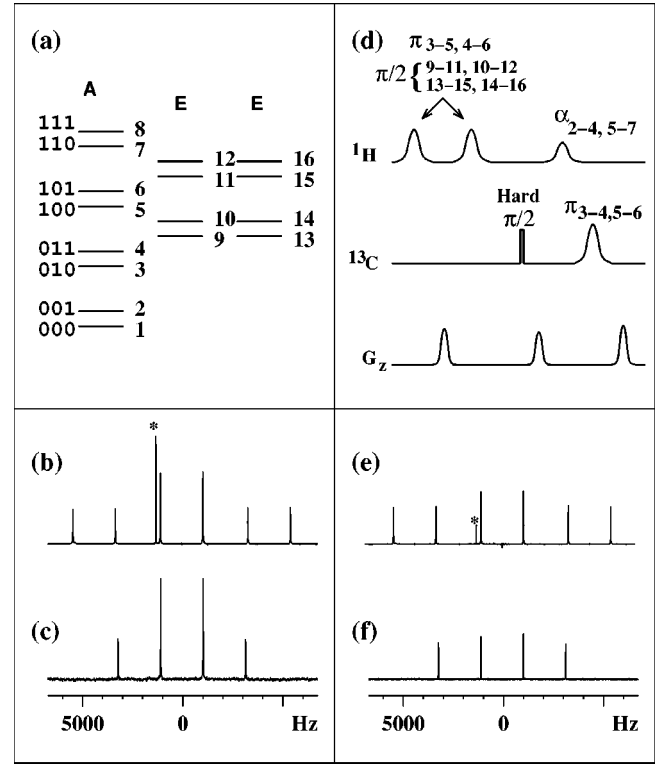 (a)
A
E E
111 8
110 7
101 6
100 5
011 4
010 3
001 2
000 1
12 16
11 15
10 14
9 13
(d)
π 3−5, 4−6
π/2 { 9−11, 10−12
13−15, 14−16
α 2−4, 5−7
¹H
Hard
π/2
π3−4,5−6
¹³C
Gz
(b)
*
(c)
5000 0 Hz
(e)
*
(f)
5000 0 Hz